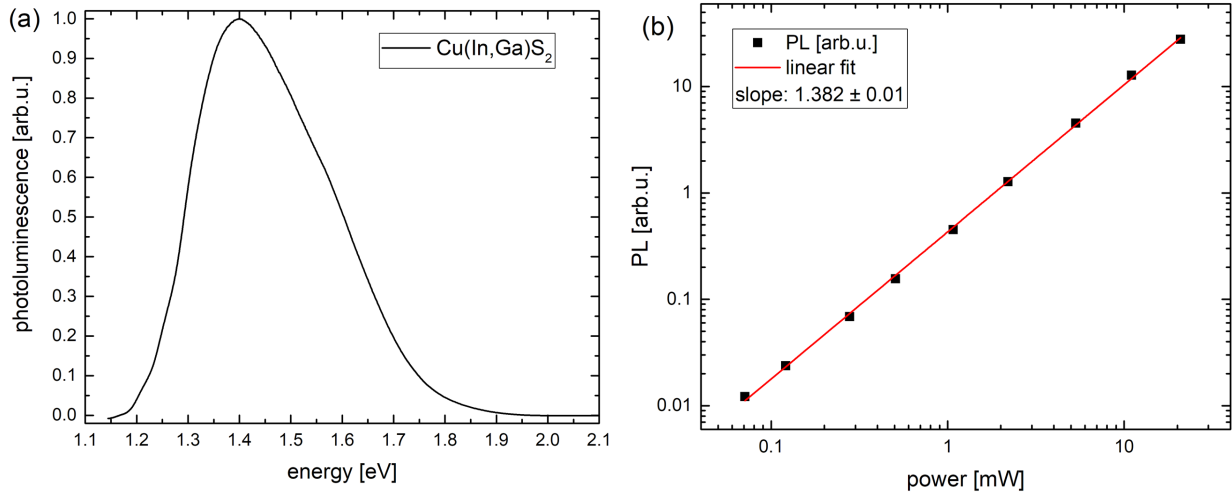 (a)
Cu(In,Ga)S₂
photoluminescence [arb.u.]
1.0
0.9
0.8
0.7
0.6
0.5
0.4
0.3
0.2
0.1
0.0
1.1 1.2 1.3 1.4 1.5 1.6 1.7 1.8 1.9 2.0 2.1
energy [eV]
(b)
PL [arb.u.]
linear fit
slope: 1.382 ± 0.01
PL [arb.u.]
10
1
0.1
0.01
0.1 1 10
power [mW]